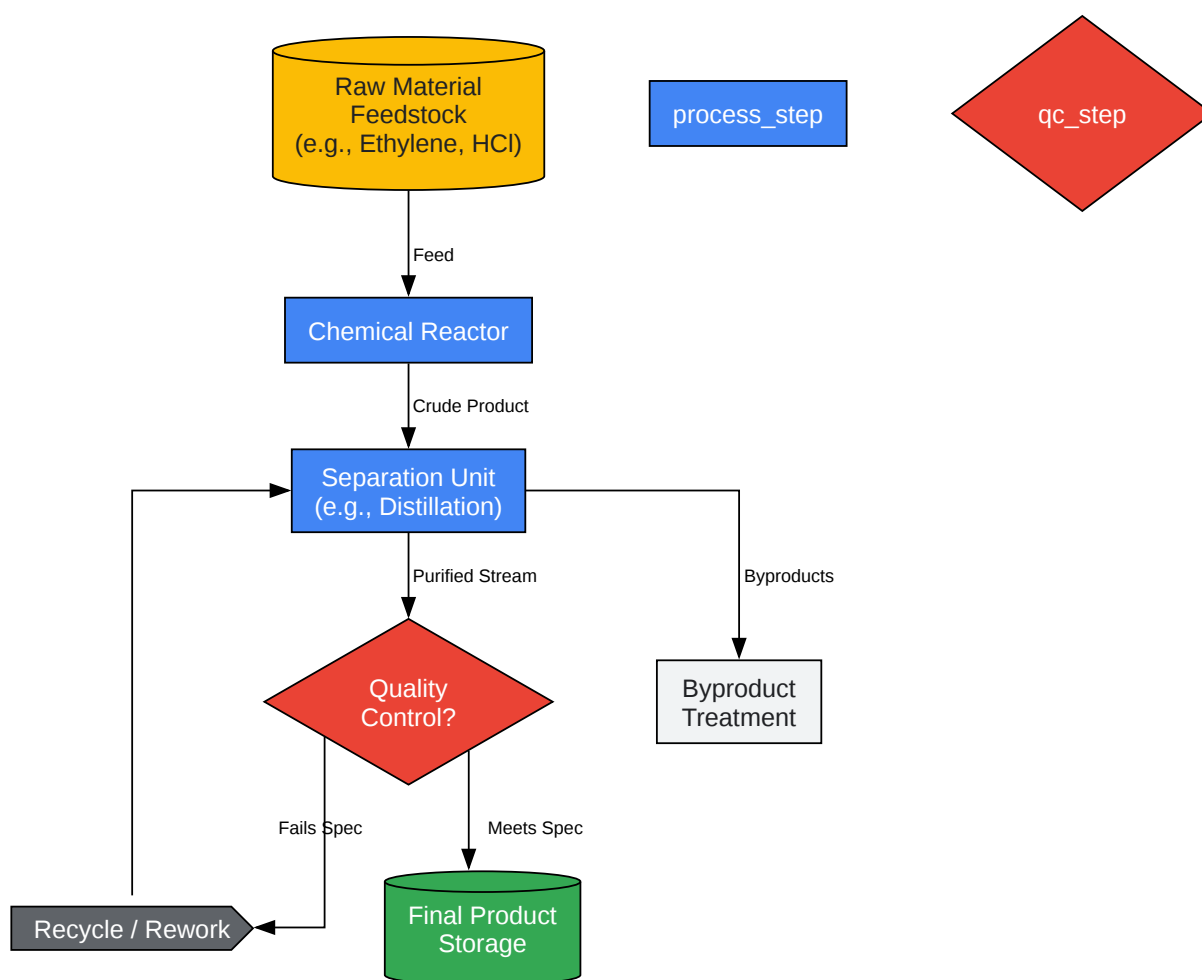 Raw Material
Feedstock
(e.g., Ethylene, HCl)
process_step
qc_step
Feed
Chemical Reactor
Crude Product
Separation Unit
(e.g., Distillation)
Purified Stream
Byproducts
Quality
Control?
Byproduct
Treatment
Fails Spec
Meets Spec
Recycle / Rework
Final Product
Storage